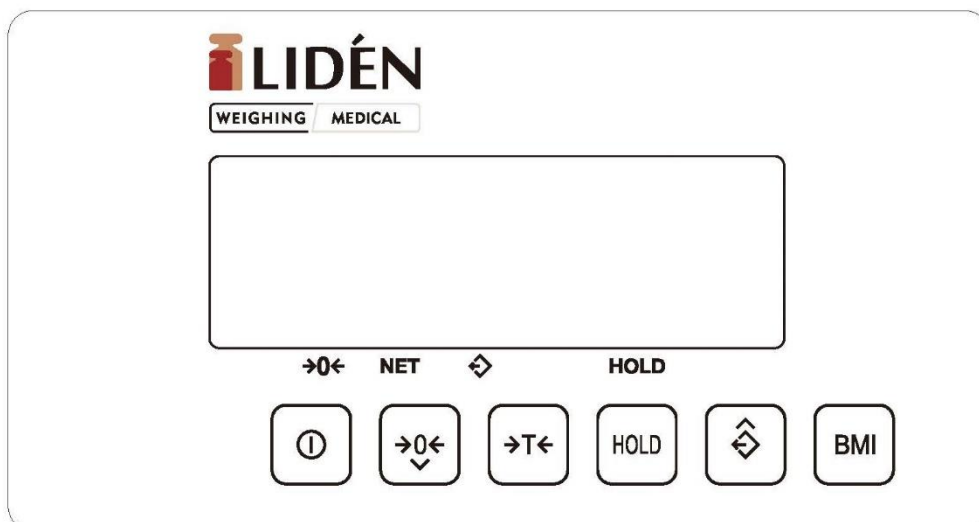 LIDÉN
WEIGHING MEDICAL
→0← NET HOLD
→0← →T← HOLD BMI